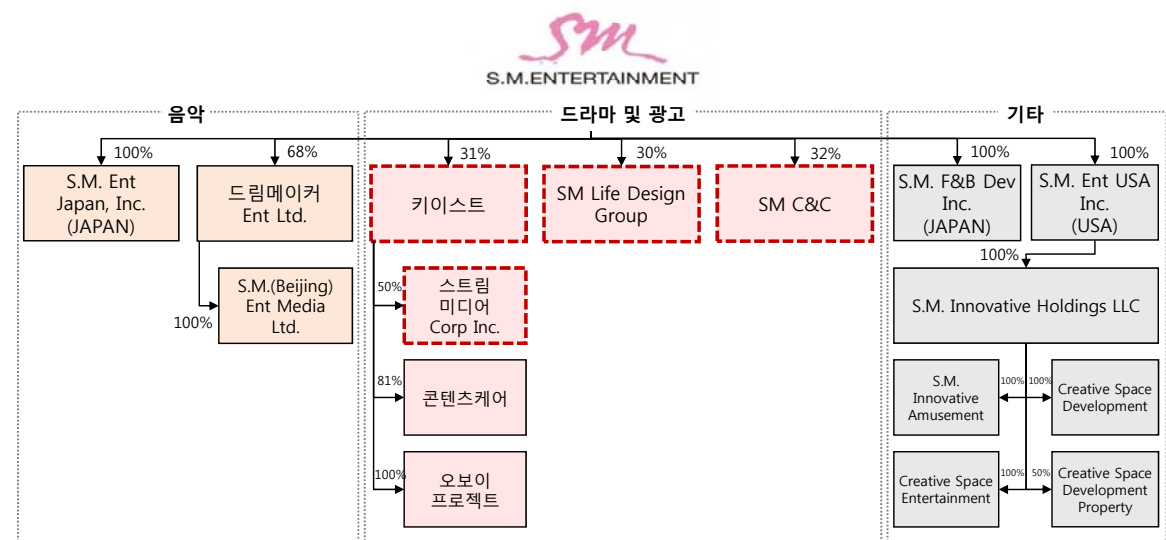 SM
S.M.ENTERTAINMENT
음악
드라마 및 광고
기타
100%
68%
31%
30%
32%
100%
100%
S.M. Ent
Japan, Inc.
(JAPAN)
드림메이커
Ent Ltd.
키이스트
SM Life Design
Group
SM C&C
S.M. F&B Dev
Inc.
(JAPAN)
S.M. Ent USA
Inc.
(USA)
100%
S.M.(Beijing)
Ent Media
Ltd.
100%
50%
스트림
미디어
Corp Inc.
S.M. Innovative Holdings LLC
81%
콘텐츠케어
S.M.
Innovative
Amusement
100%
100%
Creative Space
Development
100%
오보이
프로젝트
Creative Space
Entertainment
100%
50%
Creative Space
Development
Property